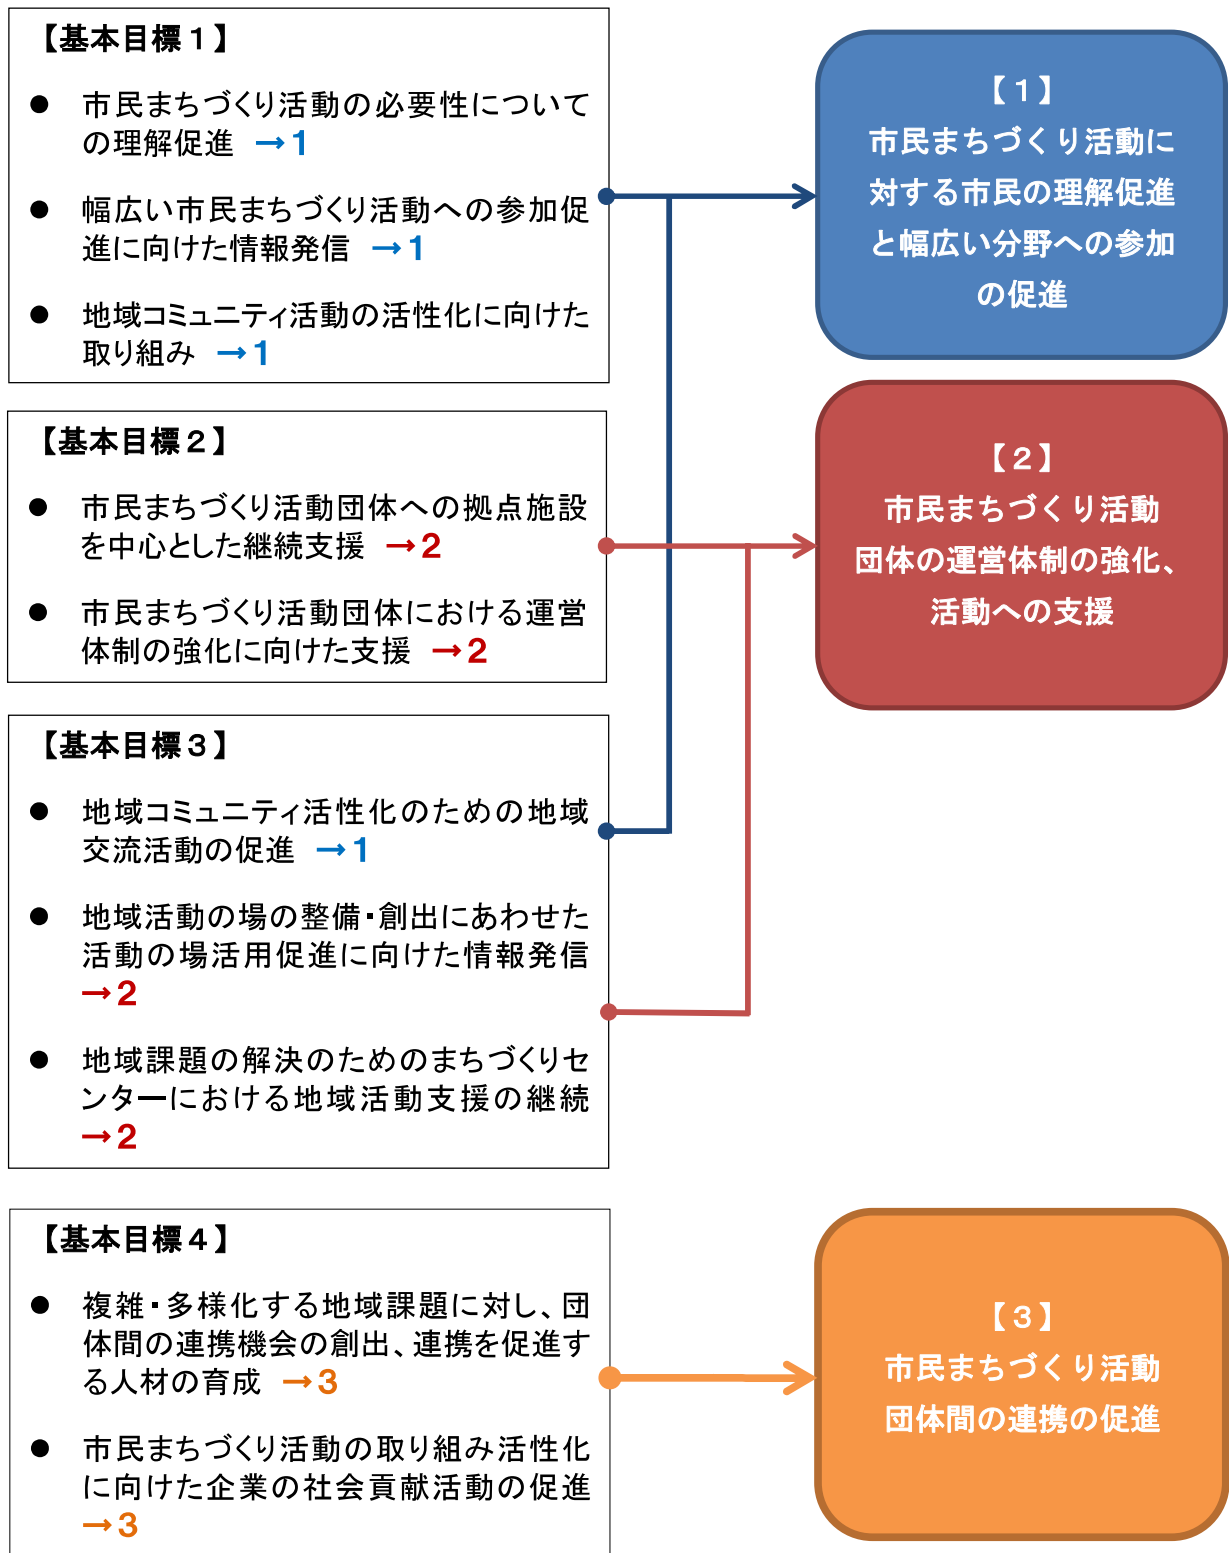 【基本目標１】
● 市民まちづくり活動の必要性について
の理解促進 →1
● 幅広い市民まちづくり活動への参加促
進に向けた情報発信 →1
● 地域コミュニティ活動の活性化に向けた
取り組み →1
【基本目標２】
● 市民まちづくり活動団体への拠点施設
を中心とした継続支援 →2
● 市民まちづくり活動団体における運営
体制の強化に向けた支援 →2
【基本目標３】
● 地域コミュニティ活性化のための地域
交流活動の促進 →1
● 地域活動の場の整備・創出にあわせた
活動の場活用促進に向けた情報発信
→2
● 地域課題の解決のためのまちづくりセ
ンターにおける地域活動支援の継続
→2
【基本目標４】
● 複雑・多様化する地域課題に対し、団
体間の連携機会の創出、連携を促進す
る人材の育成 →3
● 市民まちづくり活動の取り組み活性化
に向けた企業の社会貢献活動の促進
→3
【１】
市民まちづくり活動に
対する市民の理解促進
と幅広い分野への参加
の促進
【２】
市民まちづくり活動
団体の運営体制の強化、
活動への支援
【３】
市民まちづくり活動
団体間の連携の促進